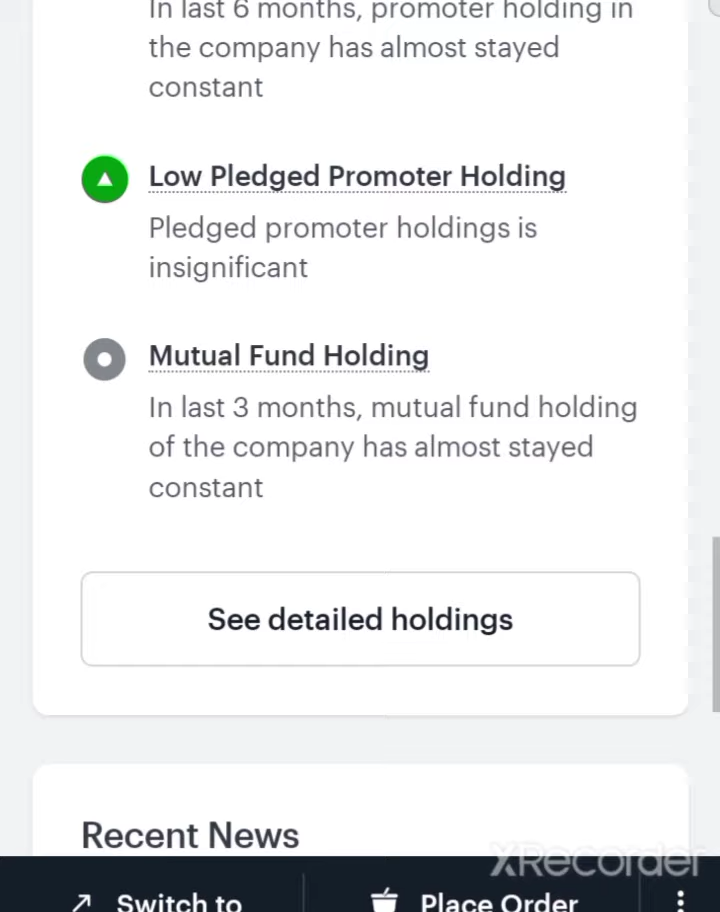 In last 6 months, promoter holding in
the company has almost stayed
constant
Low Pledged Promoter Holding
Pledged promoter holdings is
insignificant
Mutual Fund Holding
In last 3 months, mutual fund holding
of the company has almost stayed
constant
See detailed holdings
Recent News
XRecorder
Switch to
Place Order